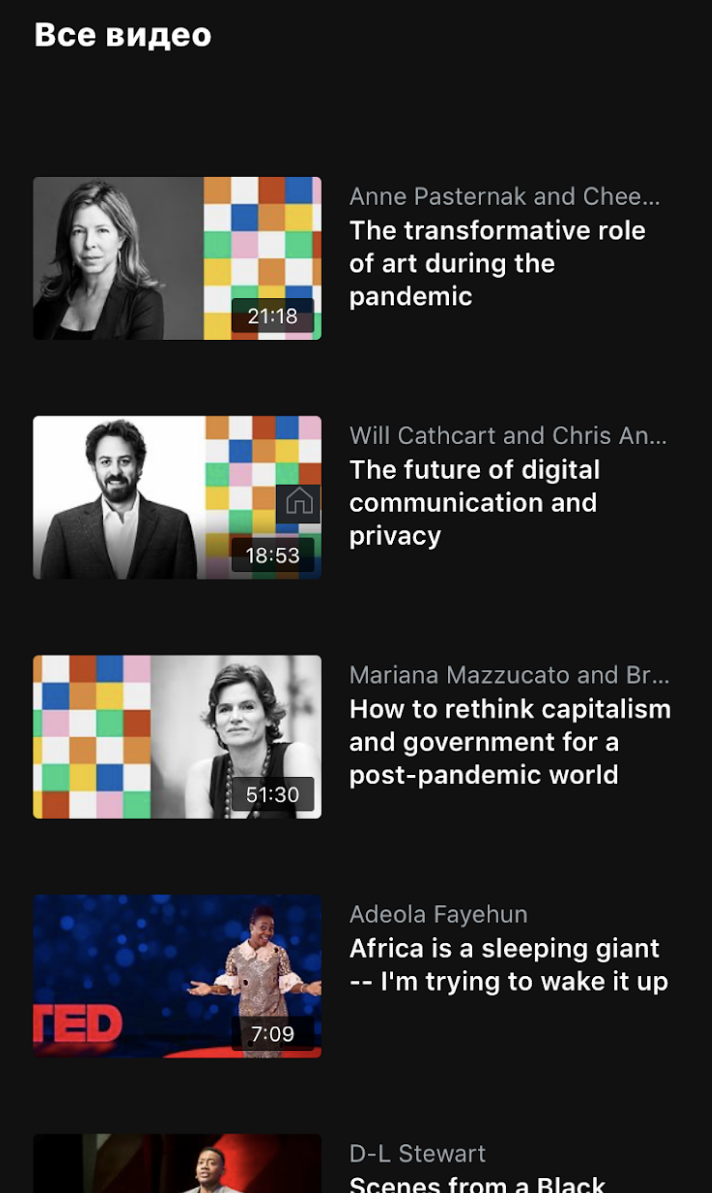 Все видео
Anne Pasternak and Chee...
The transformative role
of art during the
pandemic
21:18
Will Cathcart and Chris An...
The future of digital
communication and
privacy
18:53
Mariana Mazzucato and Br...
How to rethink capitalism
and government for a
post-pandemic world
51:30
Adeola Fayehun
Africa is a sleeping giant
-- I'm trying to wake it up
TED
7:09
D-L Stewart
Scenes from a Black